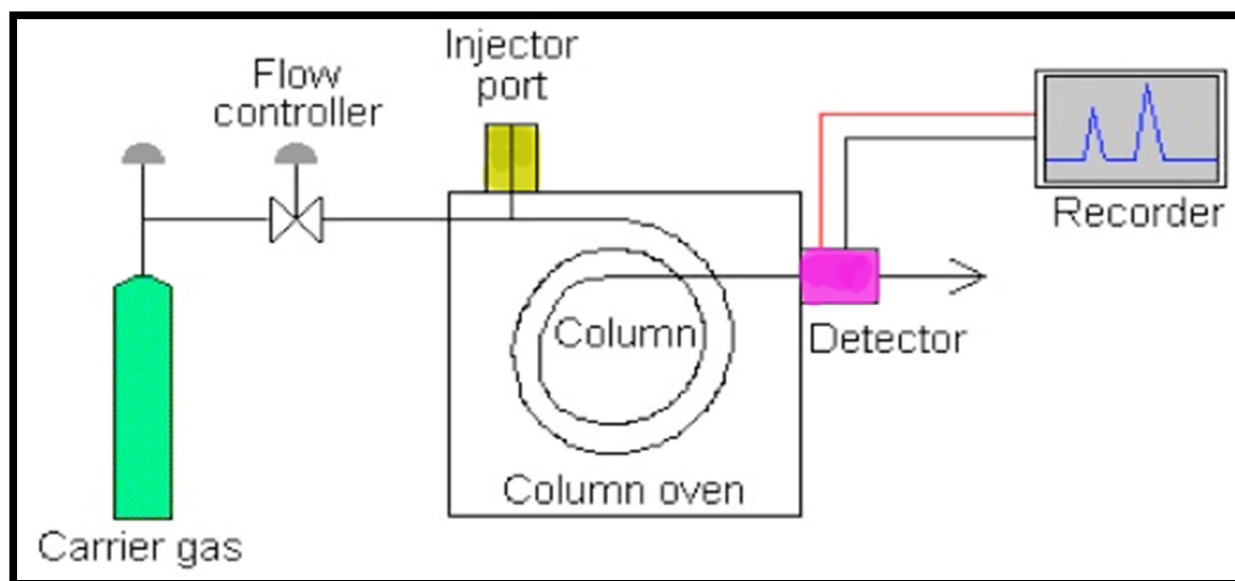 Injector
port
Flow
controller
Recorder
Column
Detector
Column oven
Carrier gas